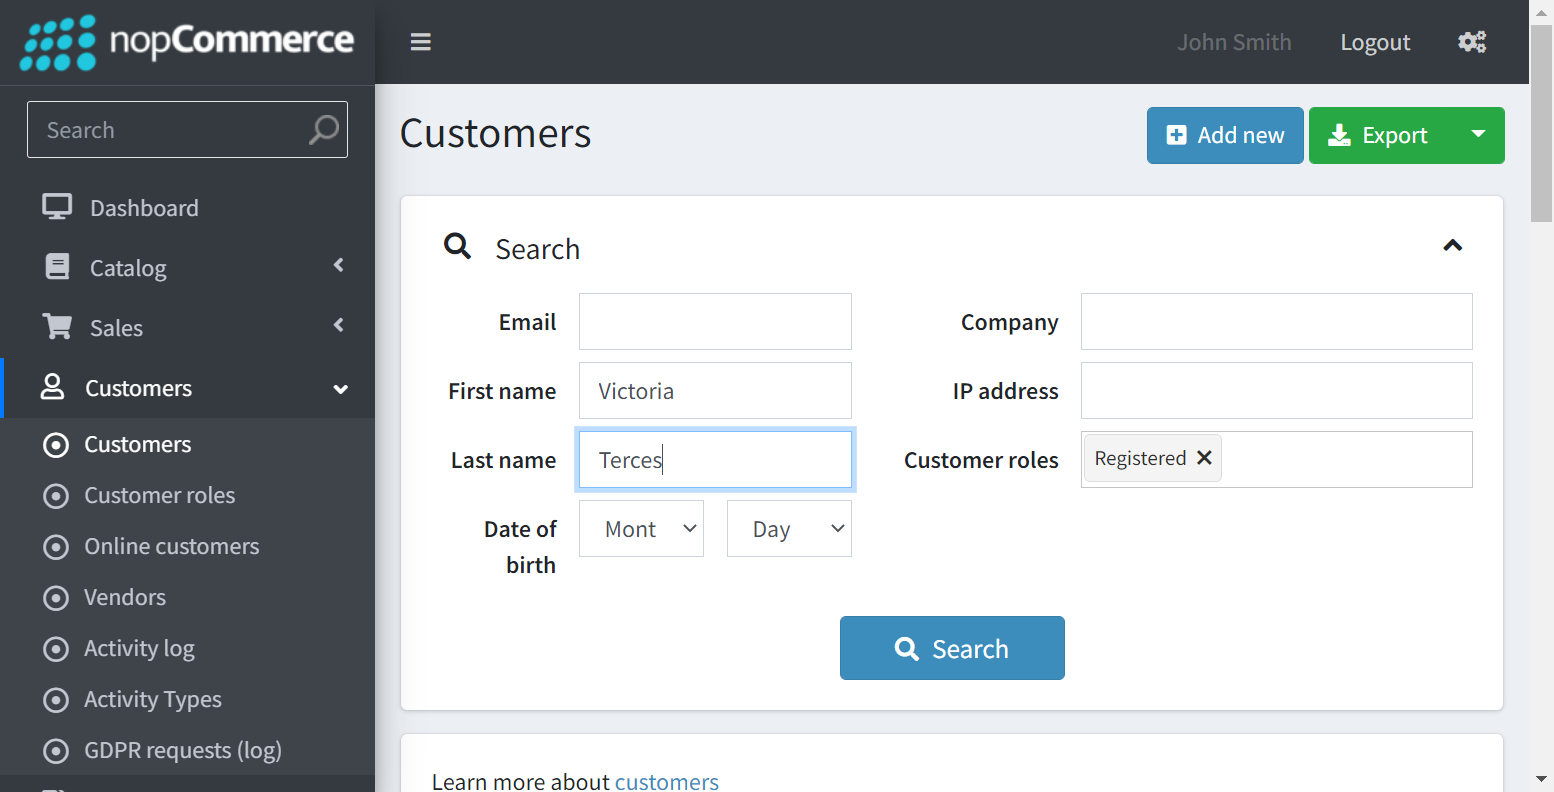 nopCommerce
John Smith
Logout
Search
Dashboard
Catalog
Sales
Customers
Customers
Customer roles
Online customers
Vendors
Activity log
Activity Types
GDPR requests (log)
Customers
Add new
Export
Search
Email
Company
First name Victoria
IP address
Last name Terces
Customer roles Registered
Date of
birth
Mont
Day
Search
Learn more about customers